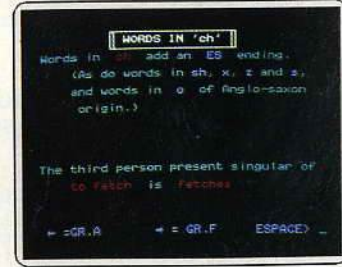 WORDS IN 'ch'
Words in ch add an ES ending.
(As do words in sh, x, z and s,
and words in o of Anglo-saxon
origin.)
The third person present singular of
to fetch is fetches
← =GR.A → = GR.F ESPACE> _